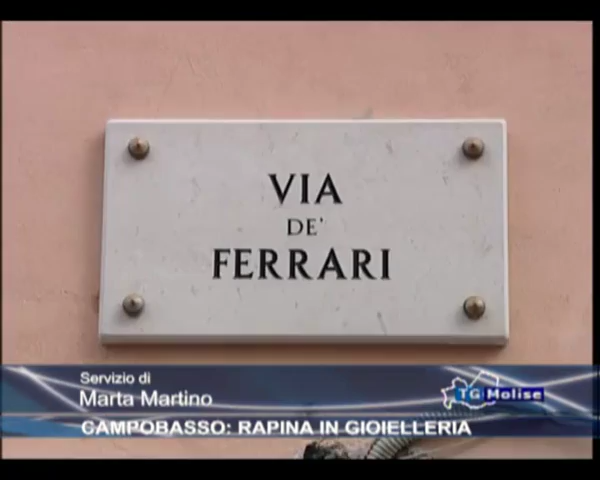 VIA
DE'
FERRARI
Servizio di
Marta Martino
TG Molise
CAMPOBASSO: RAPINA IN GIOIELLERIA